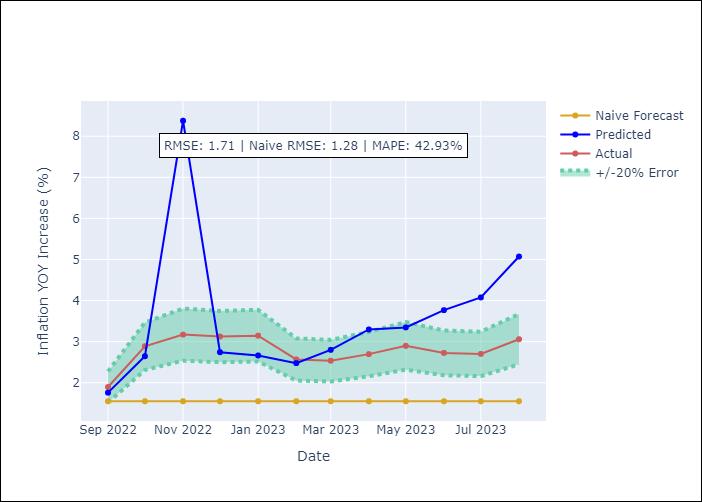 RMSE: 1.71 | Naive RMSE: 1.28 | MAPE: 42.93%
Naive Forecast
Predicted
Actual
+/-20% Error
Inflation YOY Increase (%)
8
7
6
5
4
3
2
Sep 2022
Nov 2022
Jan 2023
Mar 2023
May 2023
Jul 2023
Date